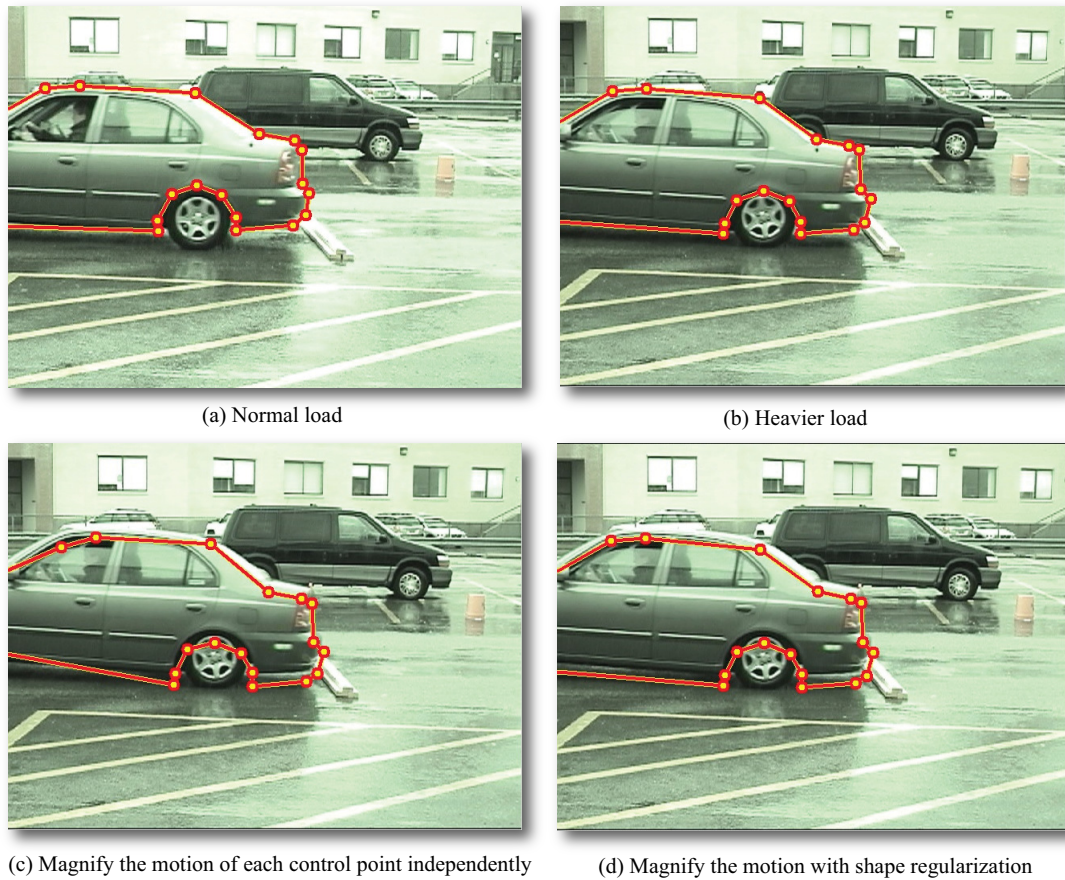 (a) Normal load
(b) Heavier load
(c) Magnify the motion of each control point independently
(d) Magnify the motion with shape regularization